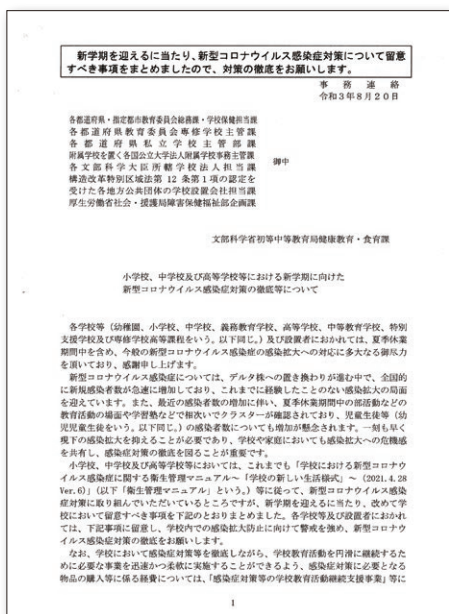 新学期を迎えるに当たり、新型コロナウイルス感染症対策について留意
すべき事項をまとめましたので、対策の徹底をお願いします。
事務連絡
令和3年8月20日
各都道府県・指定都市教育委員会総務課・学校保健担当課
各都道府県教育委員会専修学校主管課
各都道府県私立学校主管部課
附属学校を置く各国公立大学法人附属学校事務主管課
各文部科学大臣所轄学校法人担当課
構造改革特別区域法第12条第1項の認定を
受けた各地方公共団体の学校設置会社担当課
厚生労働省社会・援護局障害保健福祉部企画課
御中
文部科学省初等中等教育局健康教育・食育課
小学校、中学校及び高等学校等における新学期に向けた
新型コロナウイルス感染症対策の徹底等について
各学校等（幼稚園、小学校、中学校、義務教育学校、高等学校、中等教育学校、特別
支援学校及び専修学校高等課程をいう。以下同じ。）及び設置者におかれては、夏季休業
期間中を含め、今般の新型コロナウイルス感染症の感染拡大への対応に多大なる御尽力
を頂いており、感謝申し上げます。
新型コロナウイルス感染症については、デルタ株への置き換わりが進む中で、全国的
に新規感染者数が急速に増加しており、これまでに経験したことのない感染拡大の局面
を迎えています。また、最近の感染者数の増加に伴い、夏季休業期間中の部活動などの
教育活動の場面や学習塾などで相次いでクラスターが確認されており、児童生徒等（幼
児児童生徒をいう。以下同じ。）の感染者数についても増加が懸念されます。一刻も早く
現下の感染拡大を抑えることが必要であり、学校や家庭においても感染拡大への危機感
を共有し、感染症対策の徹底を図ることが重要です。
小学校、中学校及び高等学校等においては、これまでも「学校における新型コロナウ
イルス感染症に関する衛生管理マニュアル～「学校の新しい生活様式」～（2021.4.28
Ver.6）」（以下「衛生管理マニュアル」という。）等に従って、新型コロナウイルス感染
症対策に取り組んでいただいているところですが、新学期を迎えるに当たり、改めて学
校において留意すべき事項を下記のとおりまとめました。各学校等及び設置者におかれ
ては、下記事項に留意し、学校内での感染拡大防止に向けて警戒を強め、新型コロナウ
イルス感染症対策の徹底をお願いします。
なお、学校において感染症対策等を徹底しながら、学校教育活動を円滑に継続するた
めに必要な事業を迅速かつ柔軟に実施することができるよう、感染症対策に必要となる
物品の購入等に係る経費については、「感染症対策等の学校教育活動継続支援事業」等に
1